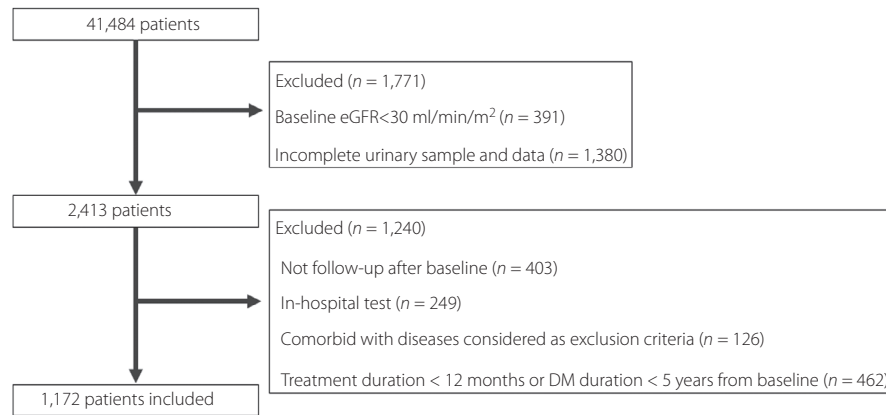 41,484 patients
Excluded (n = 1,771)
Baseline eGFR<30 ml/min/m² (n = 391)
Incomplete urinary sample and data (n = 1,380)
2,413 patients
Excluded (n = 1,240)
Not follow-up after baseline (n = 403)
In-hospital test (n = 249)
Comorbid with diseases considered as exclusion criteria (n = 126)
Treatment duration < 12 months or DM duration < 5 years from baseline (n = 462)
1,172 patients included